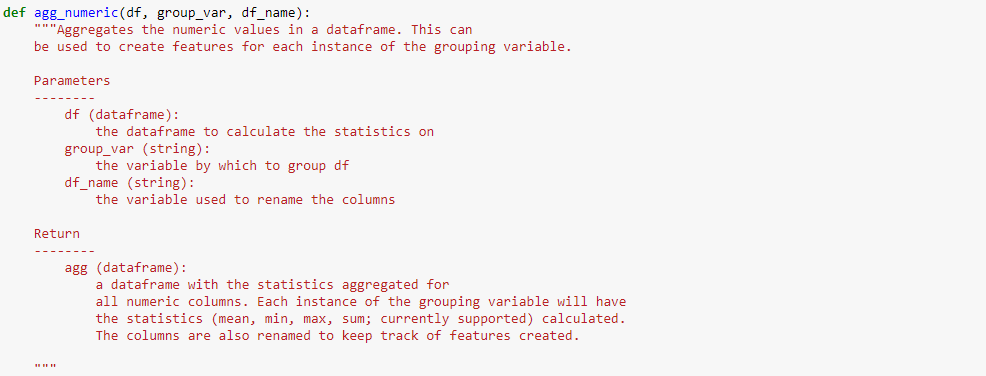 def agg_numeric(df, group_var, df_name):
    """Aggregates the numeric values in a dataframe. This can
    be used to create features for each instance of the grouping variable.
    Parameters
    --------
        df (dataframe):
            the dataframe to calculate the statistics on
        group_var (string):
            the variable by which to group df
        df_name (string):
            the variable used to rename the columns
    Return
    --------
        agg (dataframe):
            a dataframe with the statistics aggregated for
            all numeric columns. Each instance of the grouping variable will have
            the statistics (mean, min, max, sum; currently supported) calculated.
            The columns are also renamed to keep track of features created.
    """